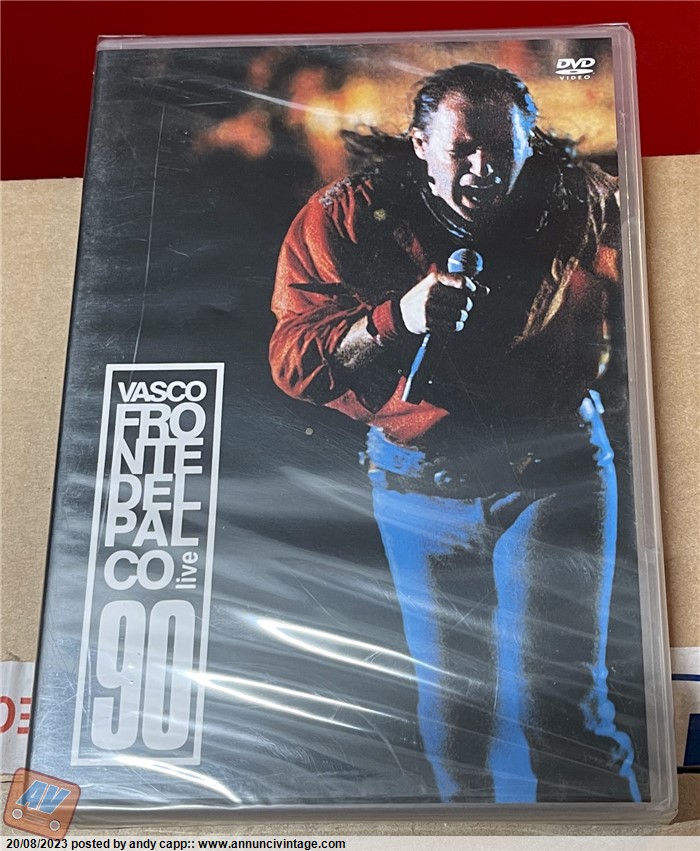 DVD
VIDEO
VASCO
FRO
NTE
DEL
PAL
CO live
90
AV
20/08/2023 posted by andy capp:: www.annuncivintage.com